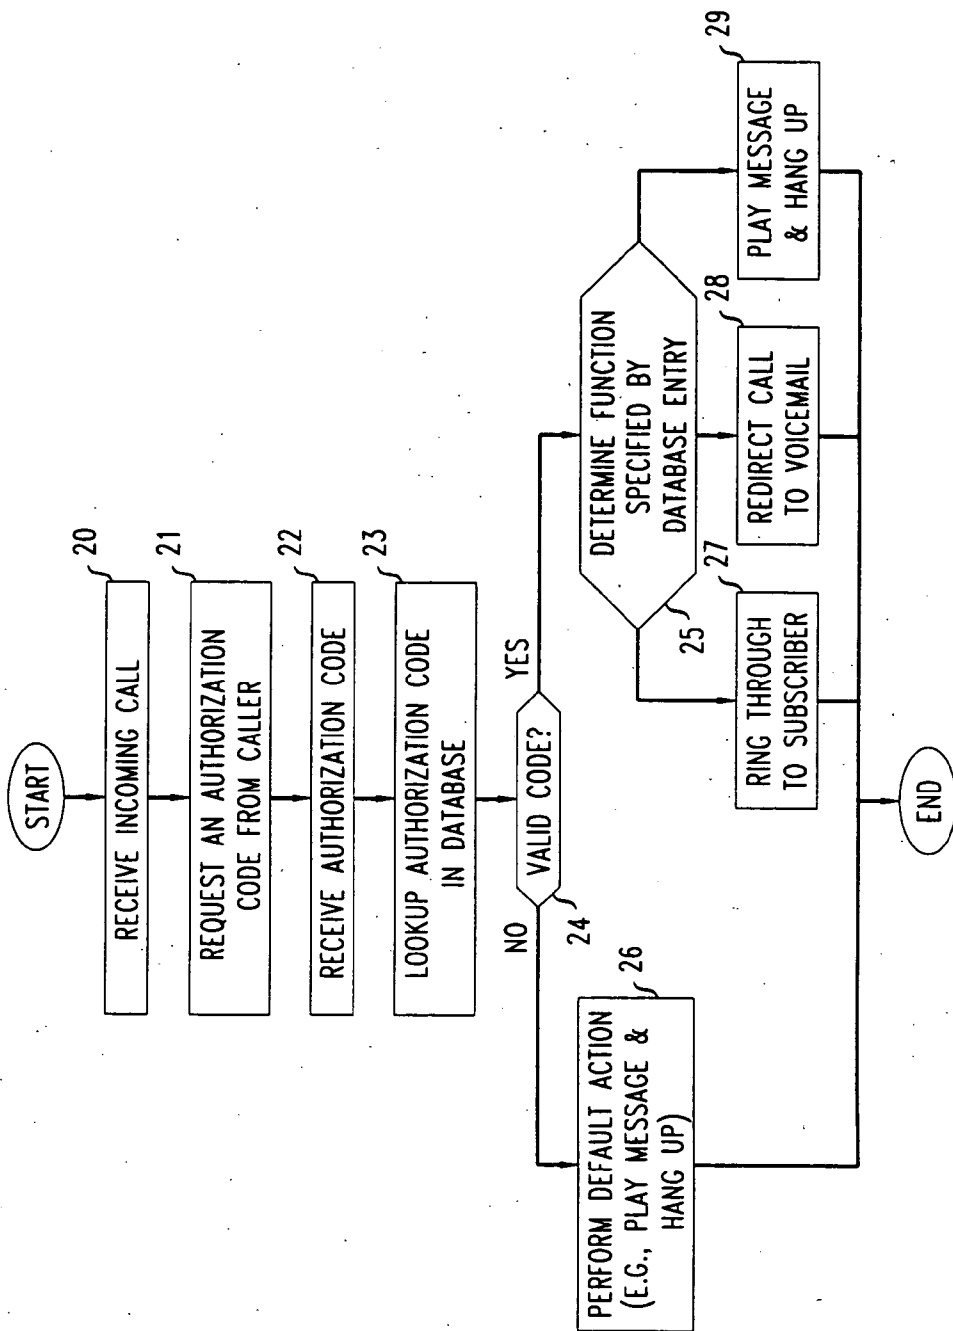 START
RECEIVE INCOMING CALL
20
REQUEST AN AUTHORIZATION
CODE FROM CALLER
21
RECEIVE AUTHORIZATION CODE
22
LOOKUP AUTHORIZATION CODE
IN DATABASE
23
VALID CODE?
24
NO
YES
PERFORM DEFAULT ACTION
(E.G., PLAY MESSAGE &
HANG UP)
26
DETERMINE FUNCTION
SPECIFIED BY
DATABASE ENTRY
25
RING THROUGH
TO SUBSCRIBER
27
REDIRECT CALL
TO VOICEMAIL
28
PLAY MESSAGE
& HANG UP
29
END